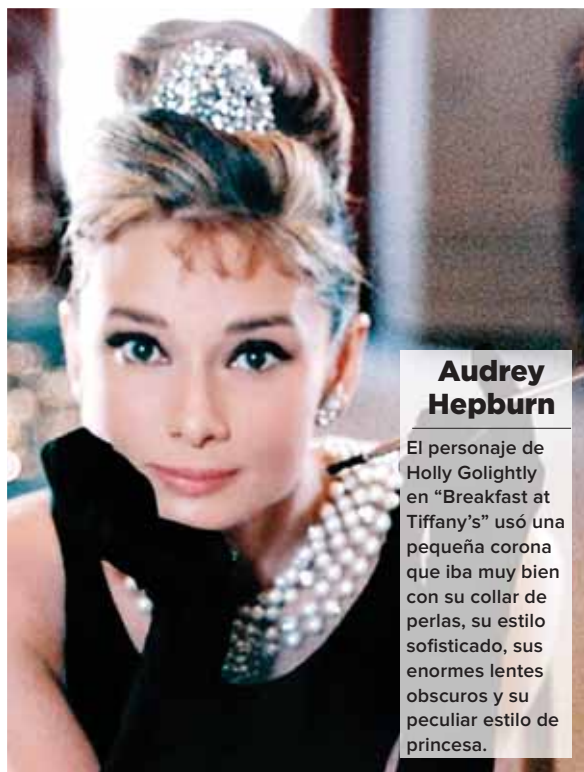 Audrey
Hepburn
El personaje de
Holly Golightly
en “Breakfast at
Tiffany’s” usó una
pequeña corona
que iba muy bien
con su collar de
perlas, su estilo
sofisticado, sus
enormes lentes
obscuros y su
peculiar estilo de
princesa.